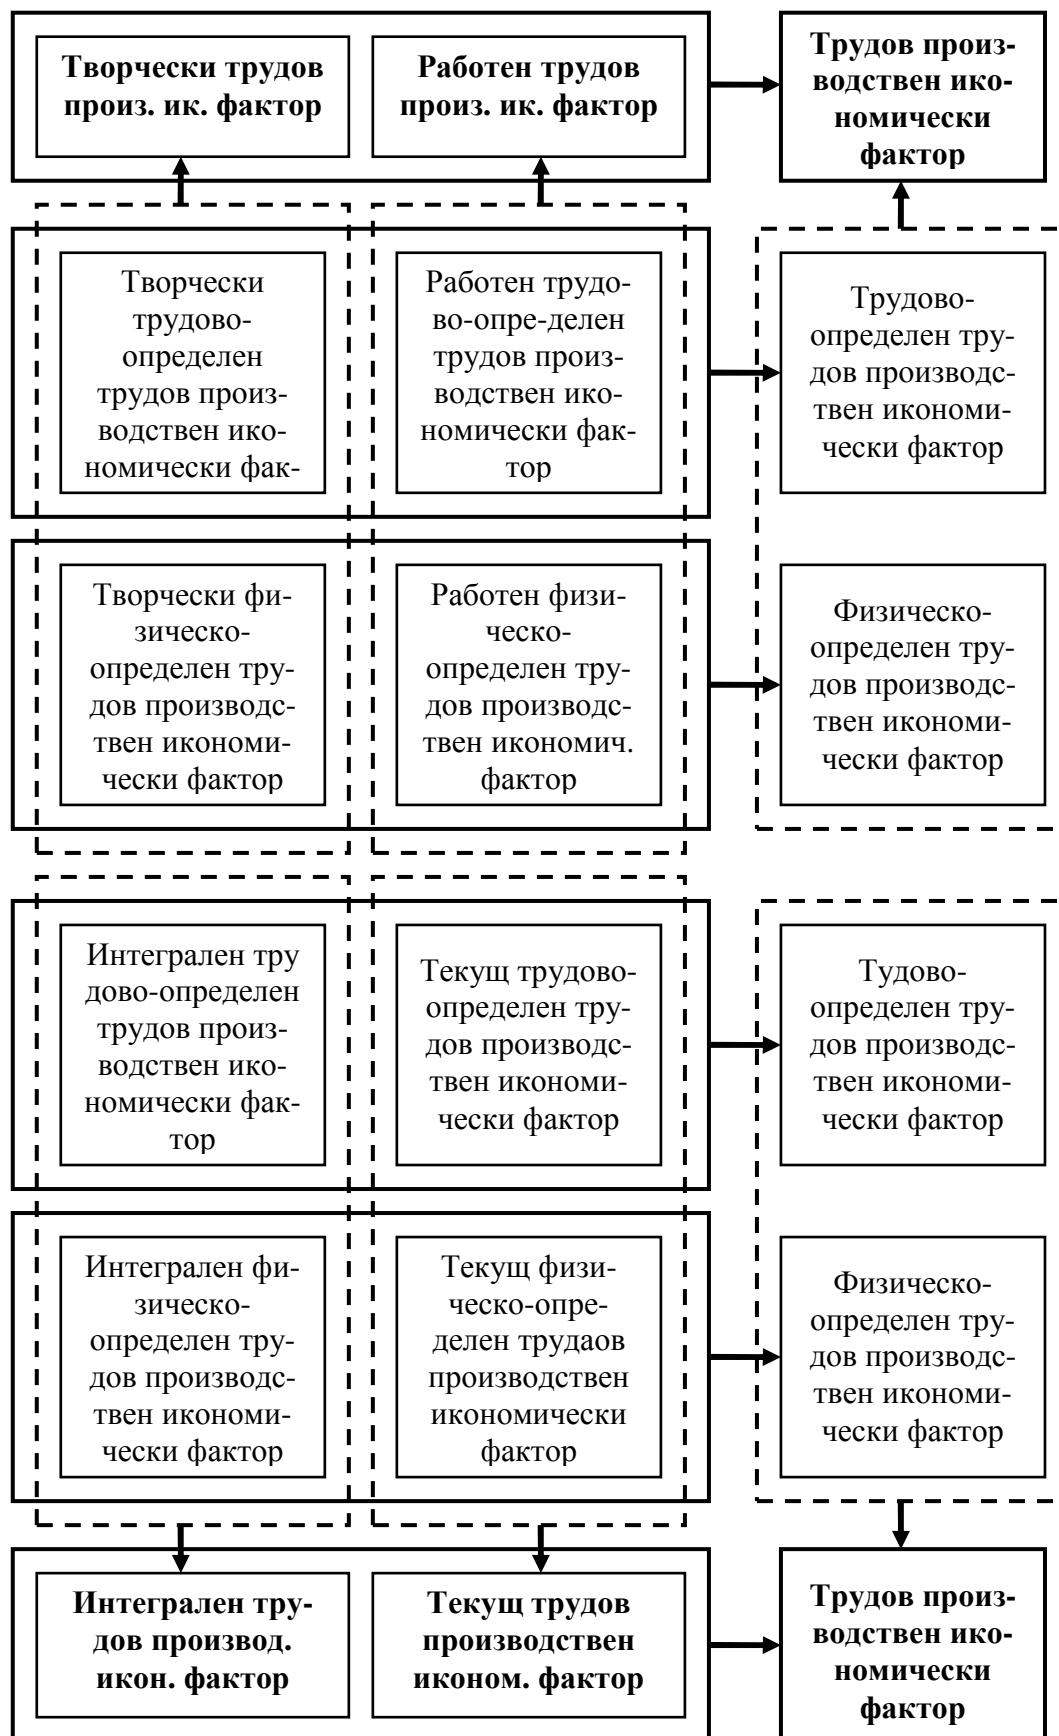 Творчески трудов
произ. ик. фактор
Работен трудов
произ. ик. фактор
Трудов произ-
водствен ико-
номически
фактор
Творчески
трудово-
определен
трудов произ-
водствен ико-
номически фак-
Работен трудо-
во-опре-делен
трудов произ-
водствен ико-
номически фак-
тор
Трудово-
определен тру-
дов производс-
твен икономи-
чески фактор
Творчески фи-
зическо-
определен тру-
дов производс-
твен икономи-
чески фактор
Работен физи-
ческо-
определен тру-
дов производс-
твен икономич.
фактор
Физическо-
определен тру-
дов производс-
твен икономи-
чески фактор
Интегрален тру
дово-определен
трудов произ-
водствен ико-
номически фак-
тор
Текущ трудово-
определен тру-
дов производс-
твен икономи-
чески фактор
Тудово-
определен тру-
дов производс-
твен икономи-
чески фактор
Интегрален фи-
зическо-
определен тру-
дов производс-
твен икономи-
чески фактор
Текущ физи-
ческо-опре-
делен трудаов
производствен
икономически
фактор
Физическо-
определен тру-
дов производс-
твен икономи-
чески фактор
Интегрален тру-
дов производ.
икон. фактор
Текущ трудов
производствен
иконом. фактор
Трудов произ-
водствен ико-
номически
фактор